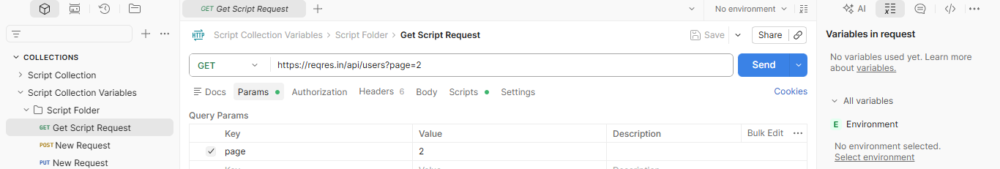 GET Get Script Request
No environment
AI
HTTP Script Collection Variables > Script Folder > Get Script Request
Save
Share
Variables in request
COLLECTIONS
Script Collection
Script Collection Variables
Script Folder
GET Get Script Request
POST New Request
PUT New Request
GET
https://reqres.in/api/users?page=2
Send
Docs Params Authorization Headers 6 Body Scripts Settings
Cookies
Query Params
Key Value Description Bulk Edit
page 2
Key Value Description
No variables used yet. Learn more
about variables.
All variables
E Environment
No environment selected.
Select environment